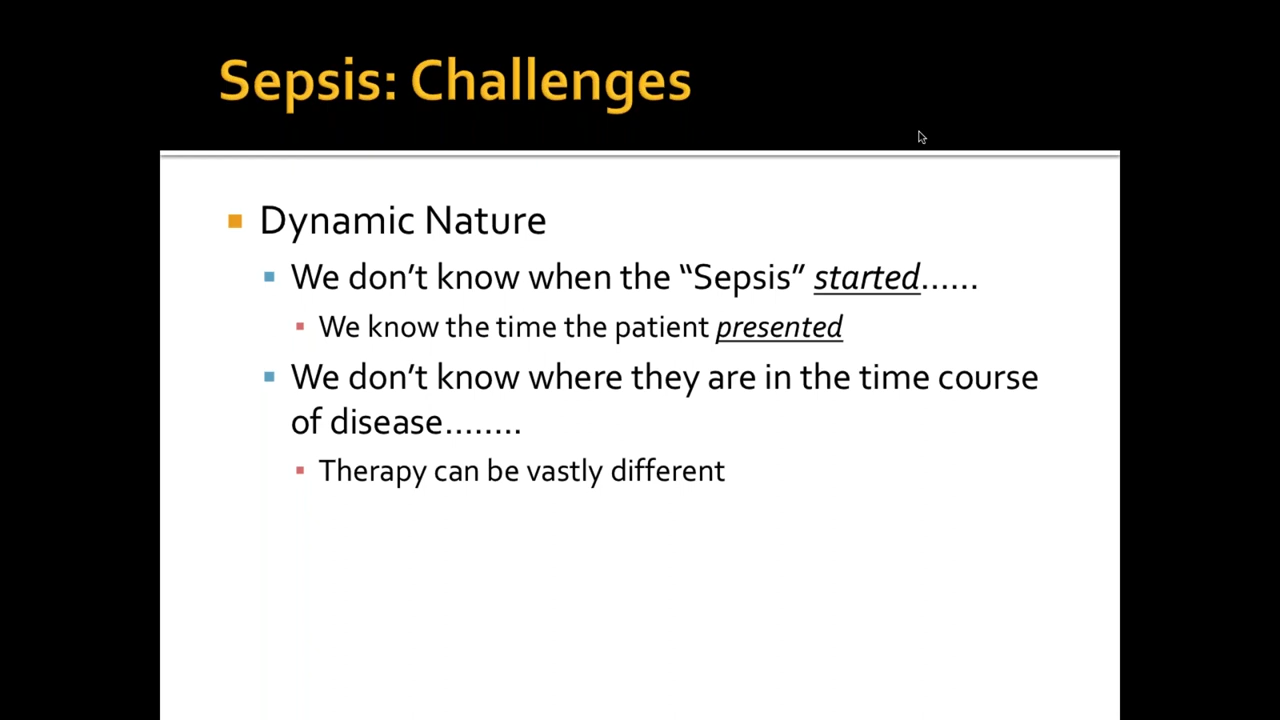 Sepsis: Challenges
Dynamic Nature
We don’t know when the “Sepsis” started......
We know the time the patient presented
We don’t know where they are in the time course
of disease........
Therapy can be vastly different